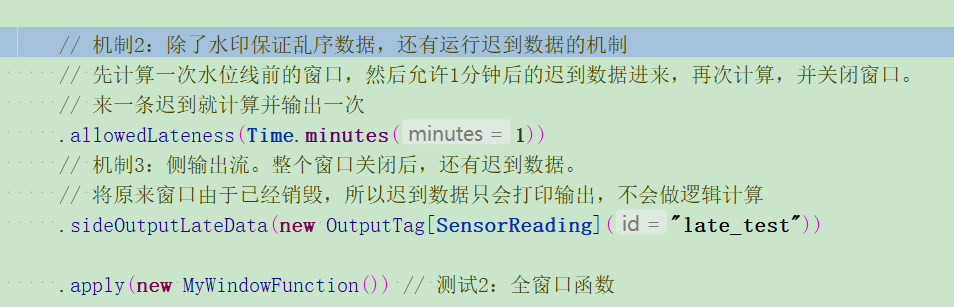 // 机制2：除了水印保证乱序数据，还有运行迟到数据的机制
// 先计算一次水位线前的窗口，然后允许1分钟后的迟到数据进来，再次计算，并关闭窗口。
// 来一条迟到就计算并输出一次
.allowedLateness(Time.minutes( minutes = 1))
// 机制3：侧输出流。整个窗口关闭后，还有迟到数据。
// 将原来窗口由于已经销毁，所以迟到数据只会打印输出，不会做逻辑计算
.sideOutputLateData(new OutputTag[SensorReading]( id = "late_test"))
.apply(new MyWindowFunction()) // 测试2：全窗口函数